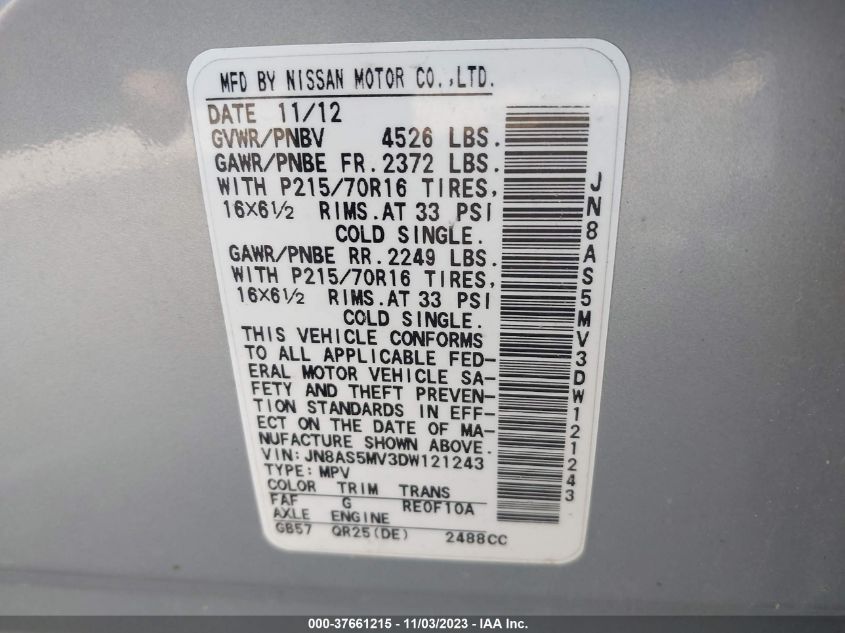 MFD BY NISSAN MOTOR CO.,LTD.
DATE 11/12
GVWR/PNBV 4526 LBS.
GAWR/PNBE FR.2372 LBS.
WITH P215/70R16 TIRES,
16X6½ RIMS.AT 33 PSI
COLD SINGLE.
GAWR/PNBE RR.2249 LBS.
WITH P215/70R16 TIRES,
16X6½ RIMS.AT 33 PSI
COLD SINGLE.
THIS VEHICLE CONFORMS
TO ALL APPLICABLE FED-
ERAL MOTOR VEHICLE SA-
FETY AND THEFT PREVEN-
TION STANDARDS IN EFF-
ECT ON THE DATE OF MA-
NUFACTURE SHOWN ABOVE.
VIN: JN8AS5MV3DW121243
TYPE: MPV
COLOR TRIM TRANS
FAF G RE0F10A
AXLE ENGINE
GB57 QR25(DE) 2488CC
JN8AS5MV3DW121243
000-37661215 - 11/03/2023 - IAA Inc.